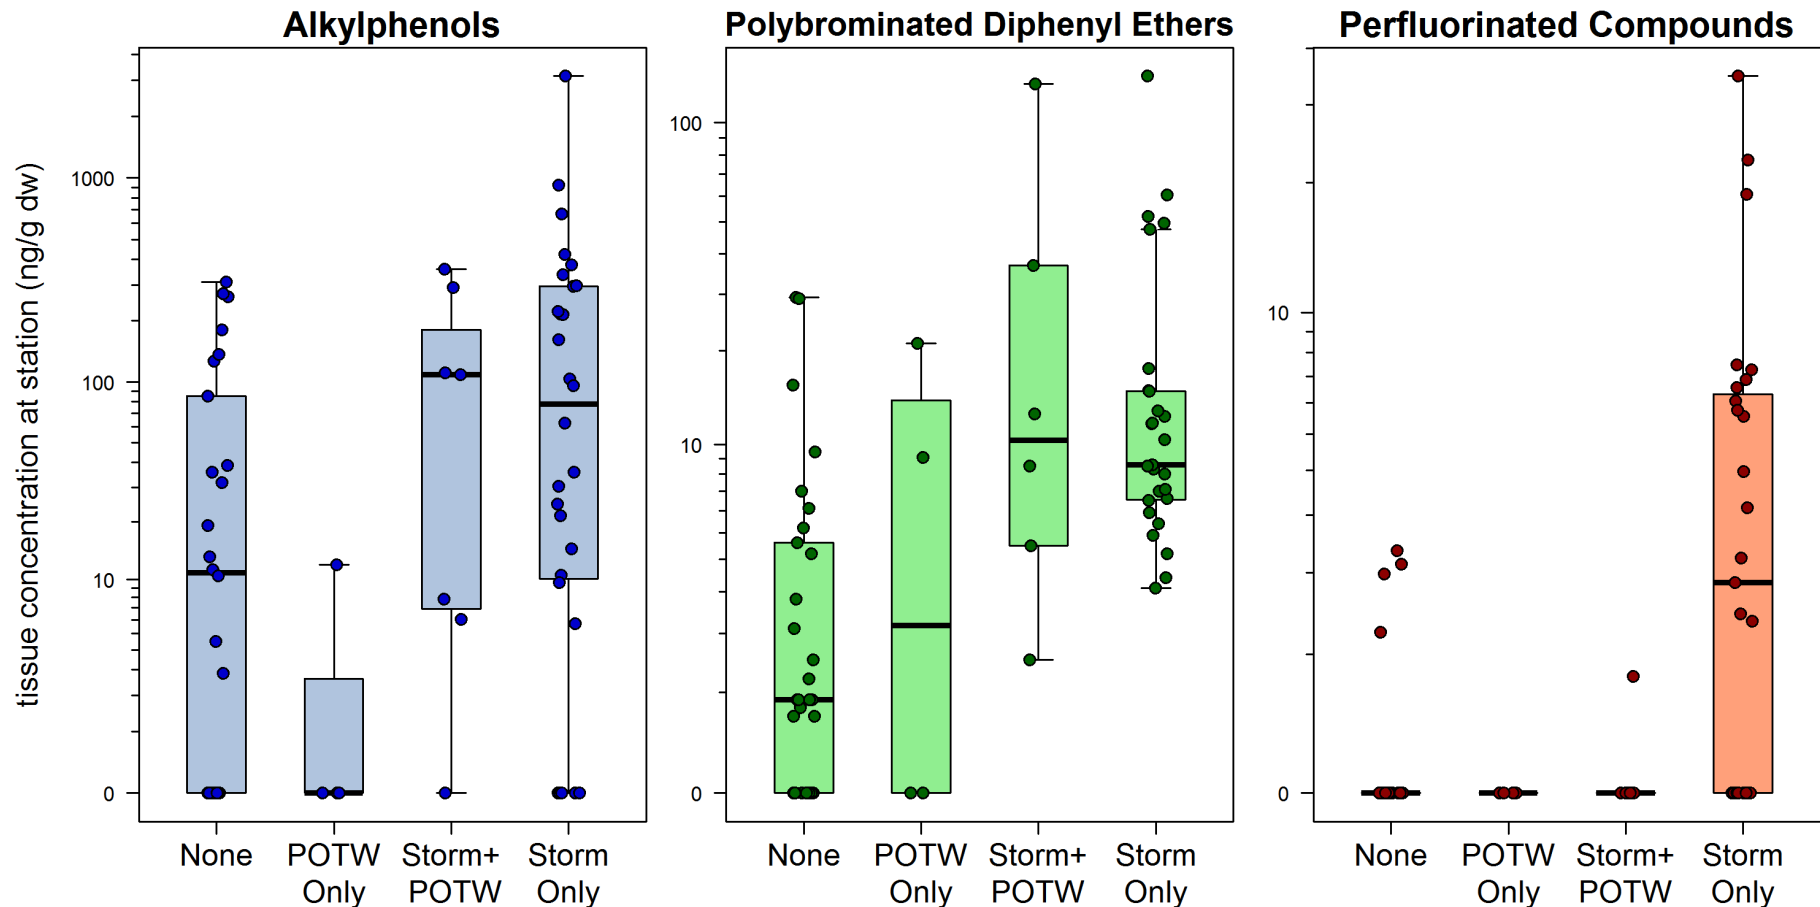 Alkylphenols
Polybrominated Diphenyl Ethers
Perfluorinated Compounds
tissue concentration at station (ng/g dw)
1000
100
10
0
100
10
0
10
0
None
POTW
Only
Storm+
POTW
Storm
Only
None
POTW
Only
Storm+
POTW
Storm
Only
None
POTW
Only
Storm+
POTW
Storm
Only